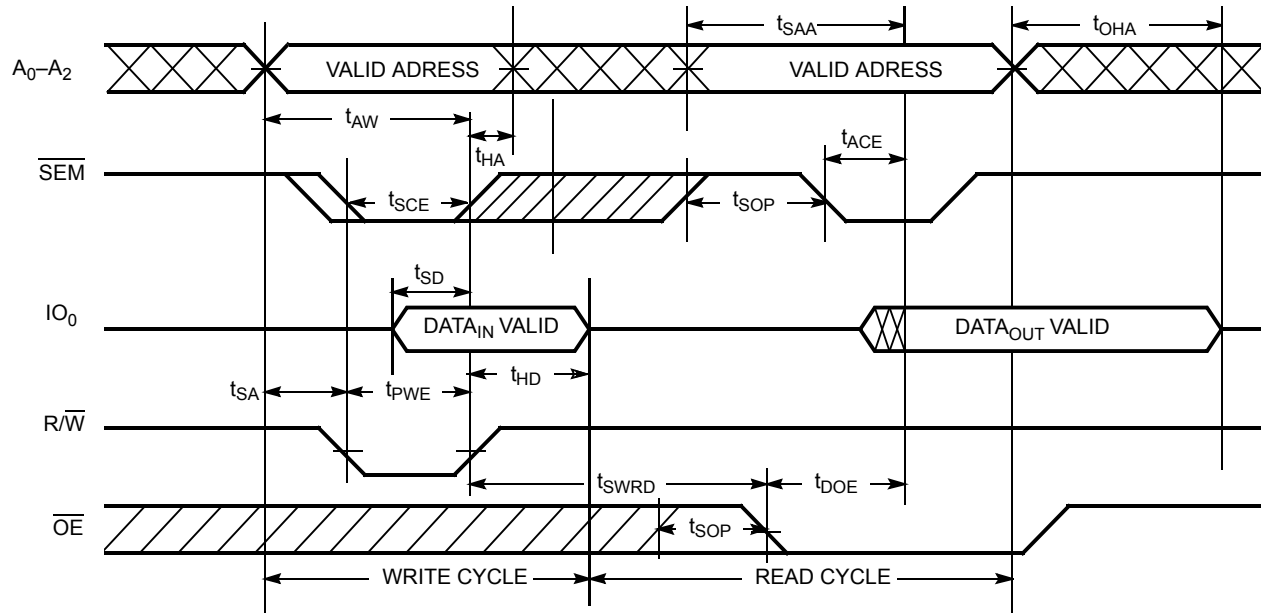 tSAA
tOHA
A0–A2
VALID ADRESS
VALID ADRESS
tAW
tHA
tACE
SEM
tSCE
tSOP
tSD
IO0
DATAIN VALID
DATAOUT VALID
tSA
tPWE
tHD
R/W
tSWRD
tDOE
OE
tSOP
WRITE CYCLE
READ CYCLE